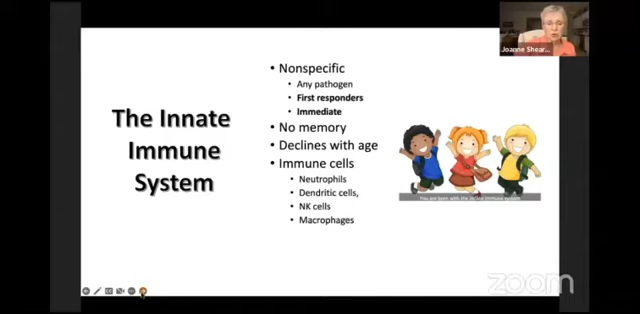 Joanne Shear...
The Innate
Immune
System
• Nonspecific
• Any pathogen
• First responders
• Immediate
• No memory
• Declines with age
• Immune cells
• Neutrophils
• Dendritic cells,
• NK cells
• Macrophages
You are born with the innate immune system
zoom